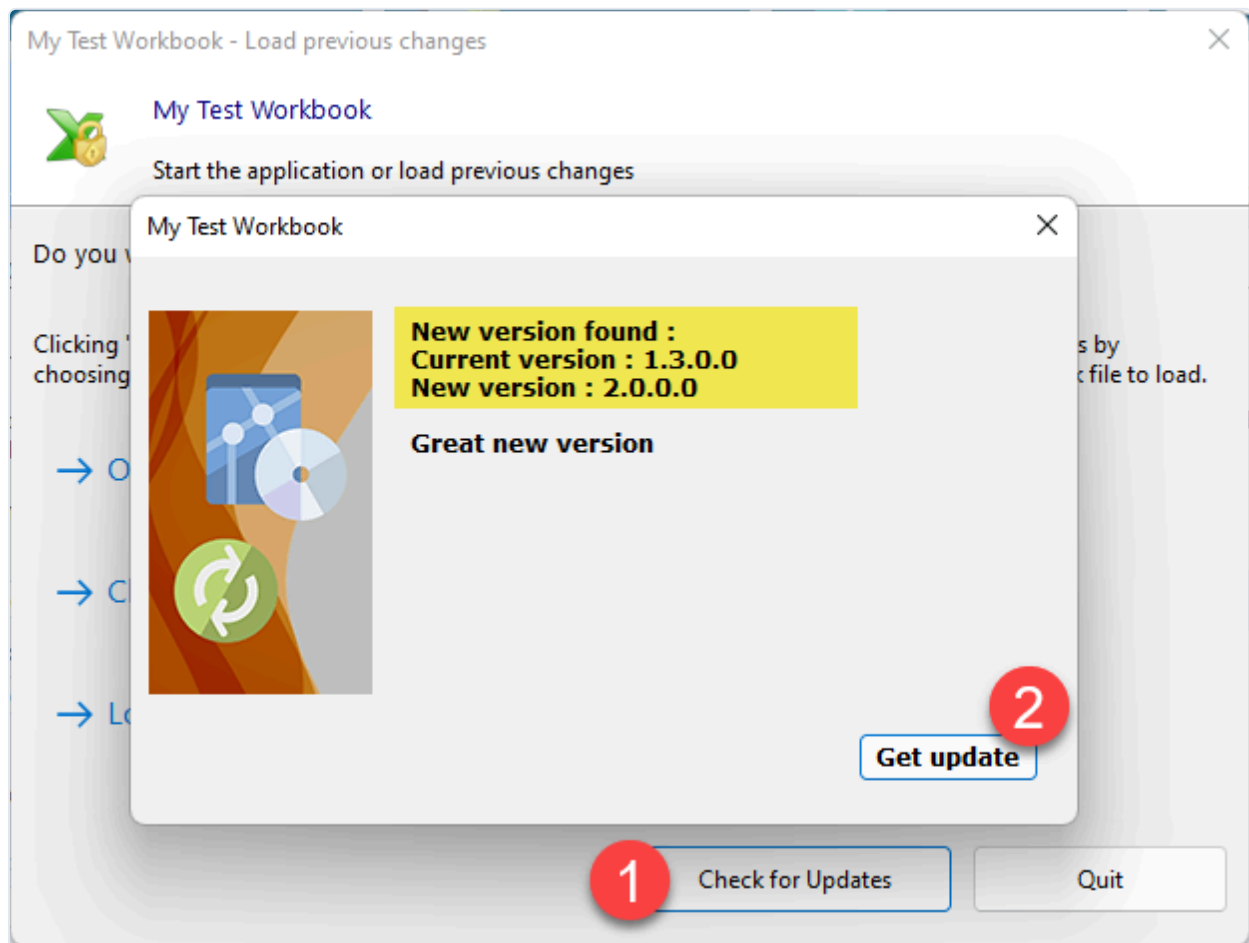 My Test Workbook - Load previous changes
My Test Workbook
Start the application or load previous changes
My Test Workbook
Do you
New version found :
Current version : 1.3.0.0
New version : 2.0.0.0
Clicking '
s by
choosing
file to load.
Great new version
2
Get update
1
Check for Updates
Quit